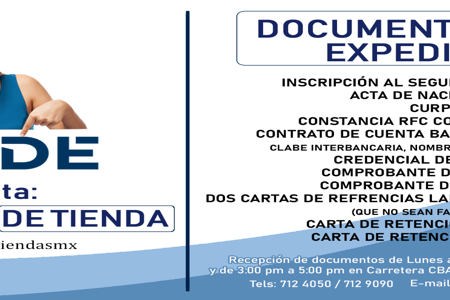 DE
ta:
DE TIENDA
iendasmx
DOCUMENT
EXPEDI
INSCRIPCIÓN AL SEGU
ACTA DE NAC
CURP
CONSTANCIA RFC CO
CONTRATO DE CUENTA BA
CLABE INTERBANCARIA, NOMBR
CREDENCIAL DE
COMPROBANTE D
COMPROBANTE D
DOS CARTAS DE REFRENCIAS LA
(QUE NO SEAN FA
CARTA DE RETENCIÓ
CARTA DE RETENC
Recepción de documentos de Lunes a
y de 3:00 pm a 5:00 pm en Carretera CBA
Tels: 712 4050 / 712 9090 E-mail